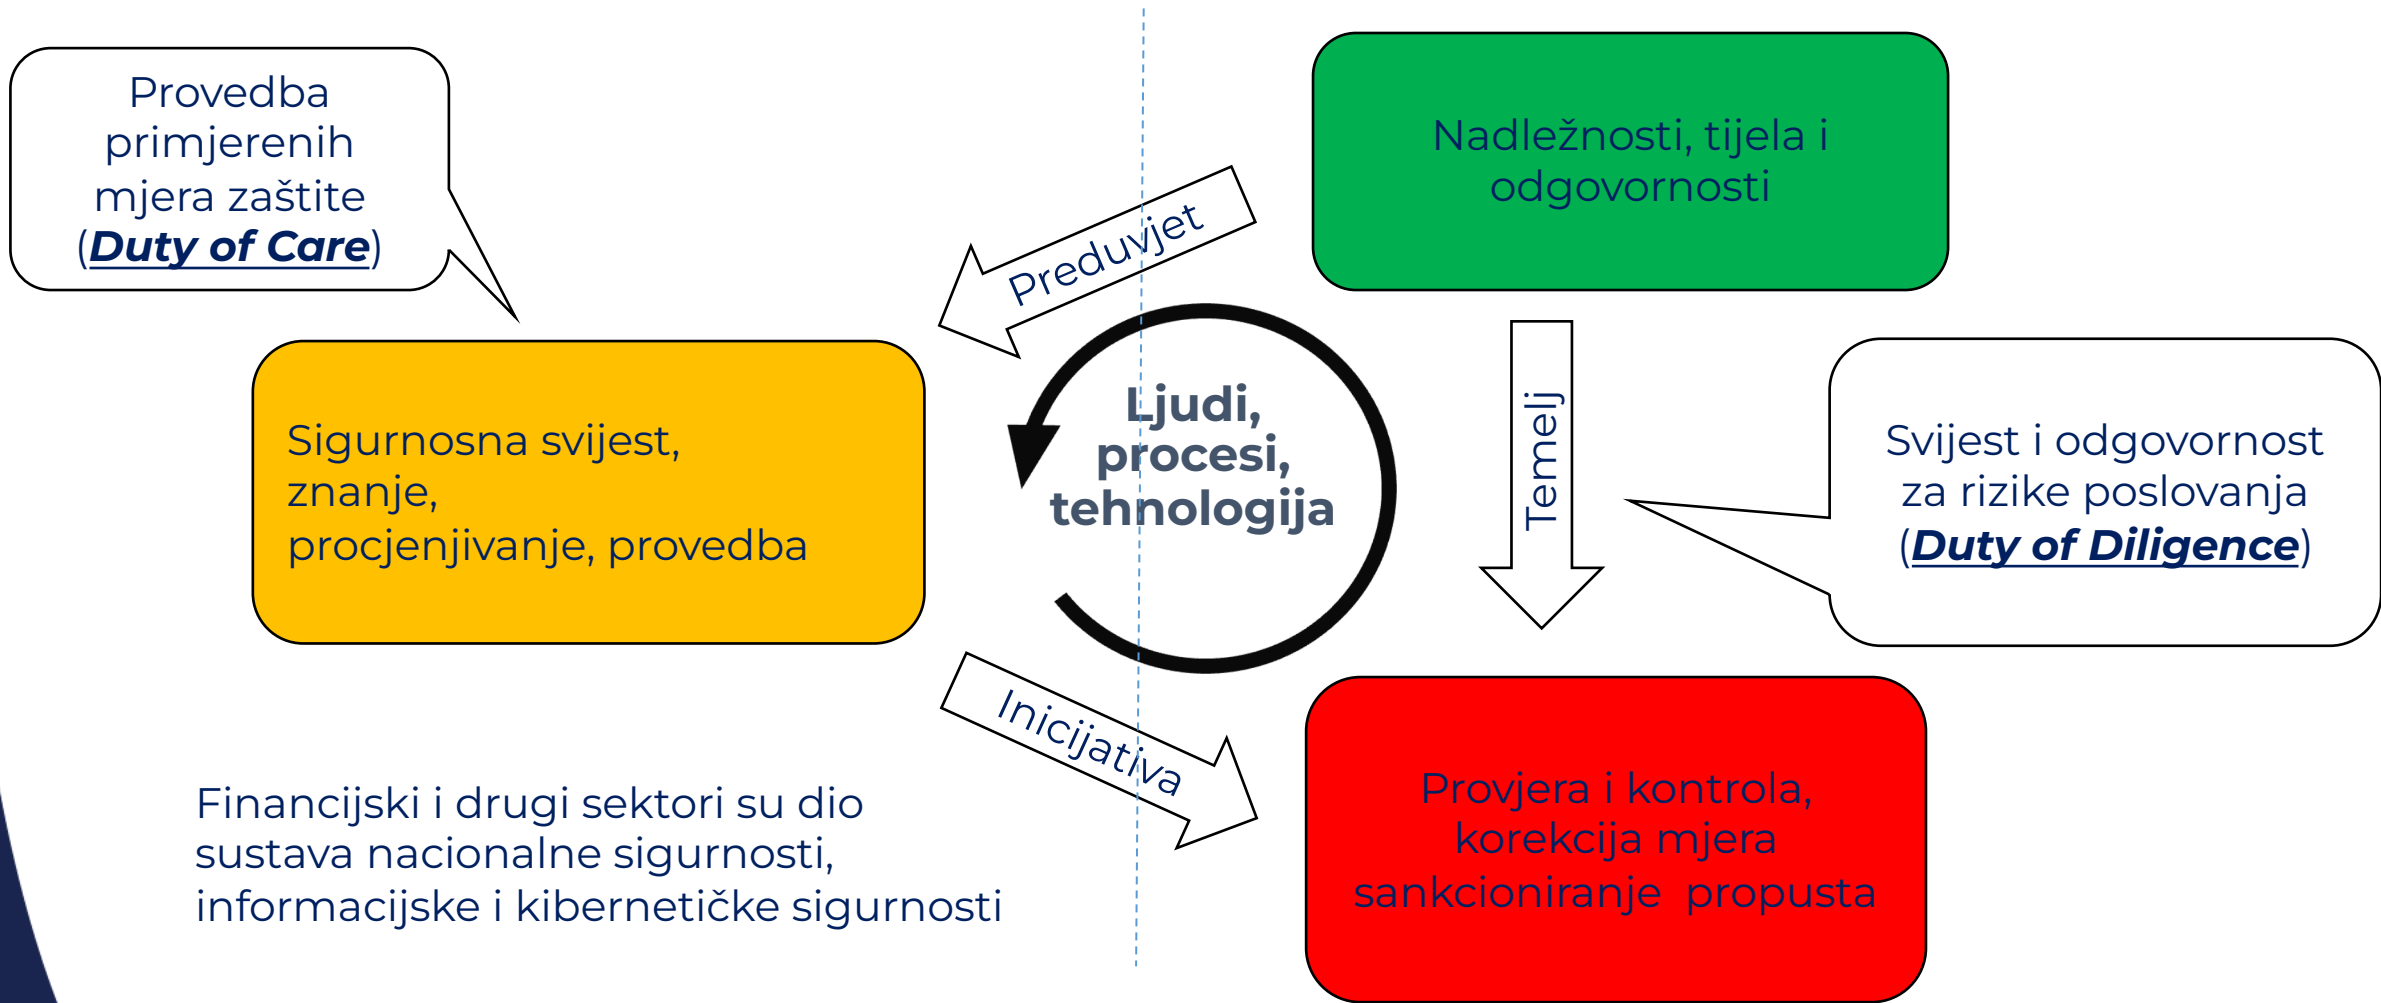 Provedba
primjerenih
mjera zaštite
(Duty of Care)
Nadležnosti, tijela i
odgovornosti
Preduvjet
Ljudi,
procesi,
tehnologija
Temelj
Sigurnosna svijest,
znanje,
procjenjivanje, provedba
Svijest i odgovornost
za rizike poslovanja
(Duty of Diligence)
Inicijativa
Financijski i drugi sektori su dio
sustava nacionalne sigurnosti,
informacijske i kibernetičke sigurnosti
Provjera i kontrola,
korekcija mjera
sankcioniranje  propusta